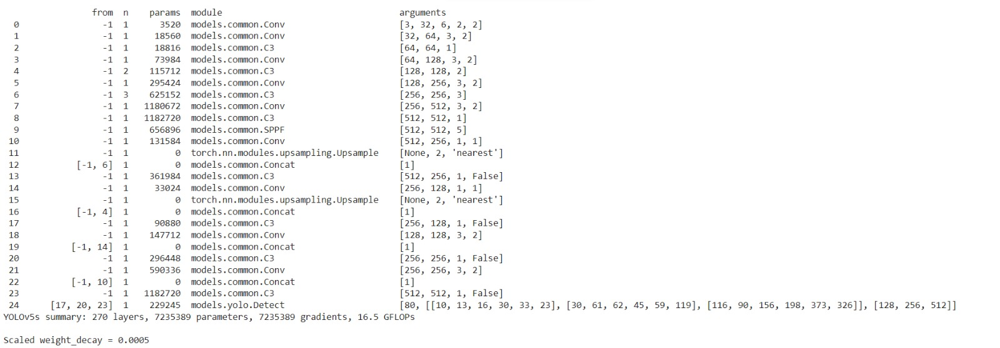 from n params module arguments
0 -1 1 3520 models.common.Conv [3, 32, 6, 2, 2]
1 -1 1 18560 models.common.Conv [32, 64, 3, 2]
2 -1 1 18816 models.common.C3 [64, 64, 1]
3 -1 1 73984 models.common.Conv [64, 128, 3, 2]
4 -1 2 115712 models.common.C3 [128, 128, 2]
5 -1 1 295424 models.common.Conv [128, 256, 3, 2]
6 -1 3 625152 models.common.C3 [256, 256, 3]
7 -1 1 1180672 models.common.Conv [256, 512, 3, 2]
8 -1 1 1182720 models.common.C3 [512, 512, 1]
9 -1 1 656896 models.common.SPPF [512, 512, 5]
10 -1 1 131584 models.common.Conv [512, 256, 1, 1]
11 -1 1 0 torch.nn.modules.upsampling.Upsample [None, 2, 'nearest']
12 [-1, 6] 1 0 models.common.Concat [1]
13 -1 1 361984 models.common.C3 [512, 256, 1, False]
14 -1 1 33024 models.common.Conv [256, 128, 1, 1]
15 -1 1 0 torch.nn.modules.upsampling.Upsample [None, 2, 'nearest']
16 [-1, 4] 1 0 models.common.Concat [1]
17 -1 1 90880 models.common.C3 [256, 128, 1, False]
18 -1 1 147712 models.common.Conv [128, 128, 3, 2]
19 [-1, 14] 1 0 models.common.Concat [1]
20 -1 1 296448 models.common.C3 [256, 256, 1, False]
21 -1 1 590336 models.common.Conv [256, 256, 3, 2]
22 [-1, 10] 1 0 models.common.Concat [1]
23 -1 1 1182720 models.common.C3 [512, 512, 1, False]
24 [17, 20, 23] 1 229245 models.yolo.Detect [80, [[10, 13, 16, 30, 33, 23], [30, 61, 62, 45, 59, 119], [116, 90, 156, 198, 373, 326]], [128, 256, 512]]
YOLOv5s summary: 270 layers, 7235389 parameters, 7235389 gradients, 16.5 GFLOPs
Scaled weight_decay = 0.0005